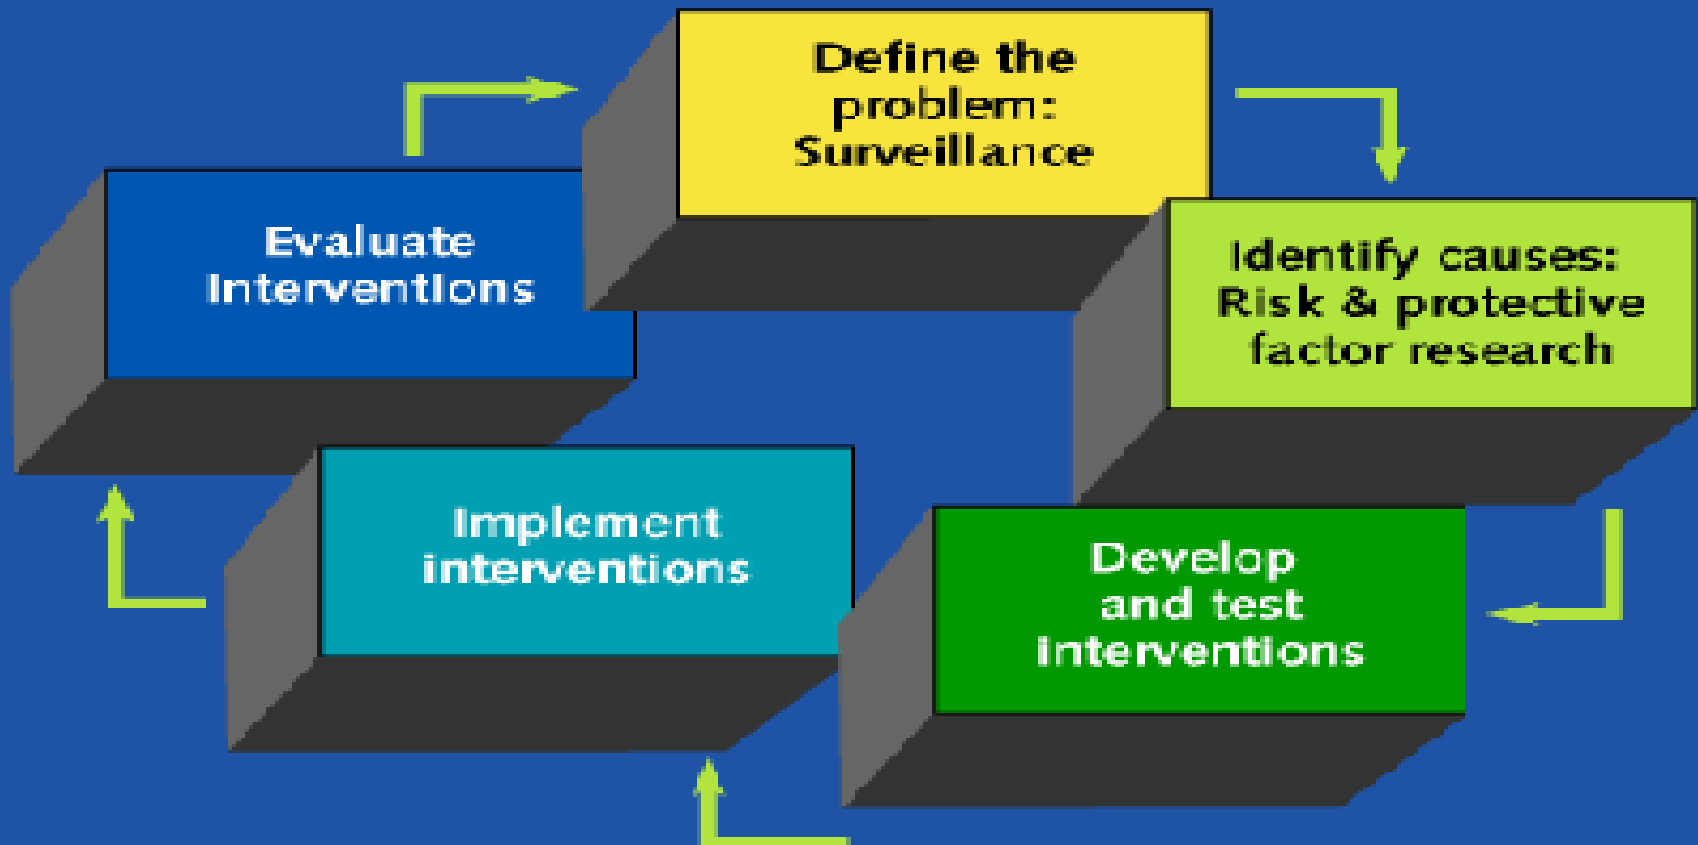 Define the
problem:
Surveillance
Identify causes:
Risk & protective
factor research
Develop
and test
interventions
Implement
interventions
Evaluate
Interventions